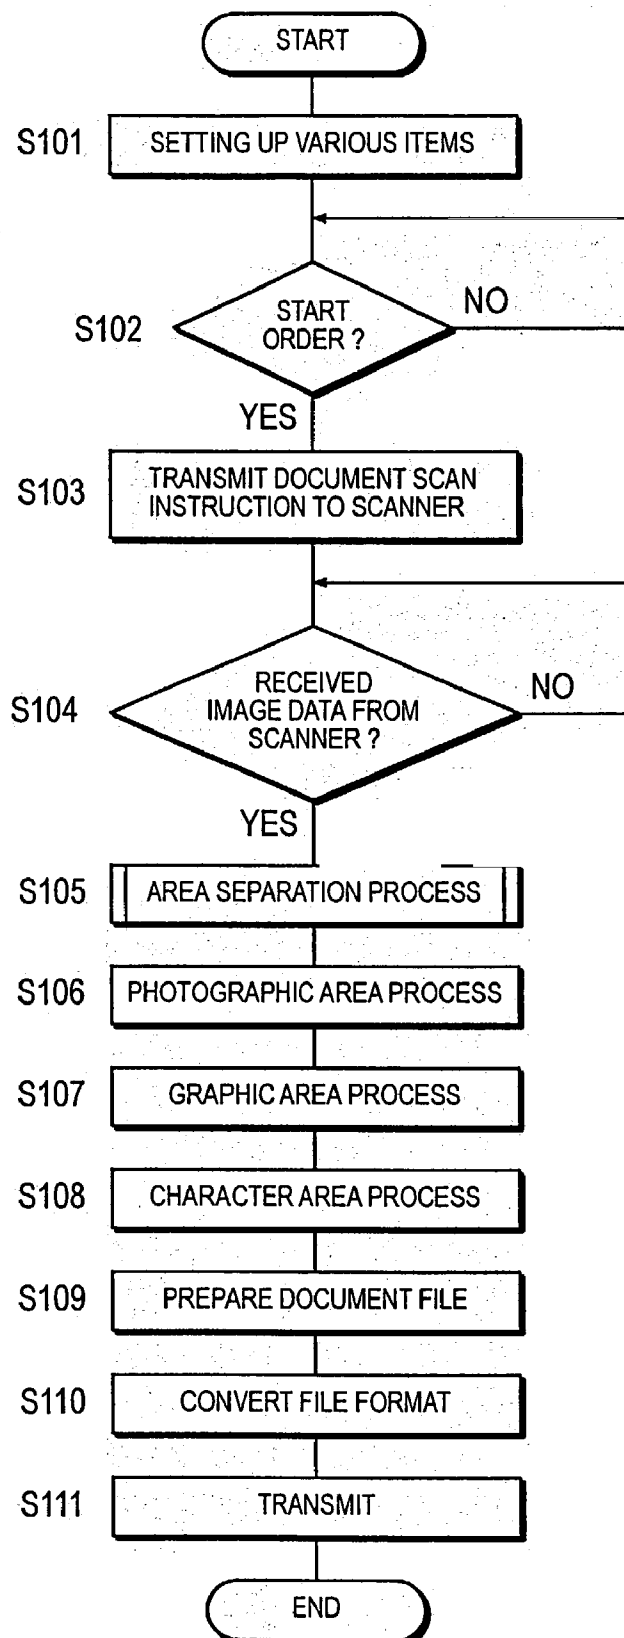 START
S101
SETTING UP VARIOUS ITEMS
S102
START
ORDER ?
NO
YES
S103
TRANSMIT DOCUMENT SCAN
INSTRUCTION TO SCANNER
S104
RECEIVED
IMAGE DATA FROM
SCANNER ?
NO
YES
S105
AREA SEPARATION PROCESS
S106
PHOTOGRAPHIC AREA PROCESS
S107
GRAPHIC AREA PROCESS
S108
CHARACTER AREA PROCESS
S109
PREPARE DOCUMENT FILE
S110
CONVERT FILE FORMAT
S111
TRANSMIT
END